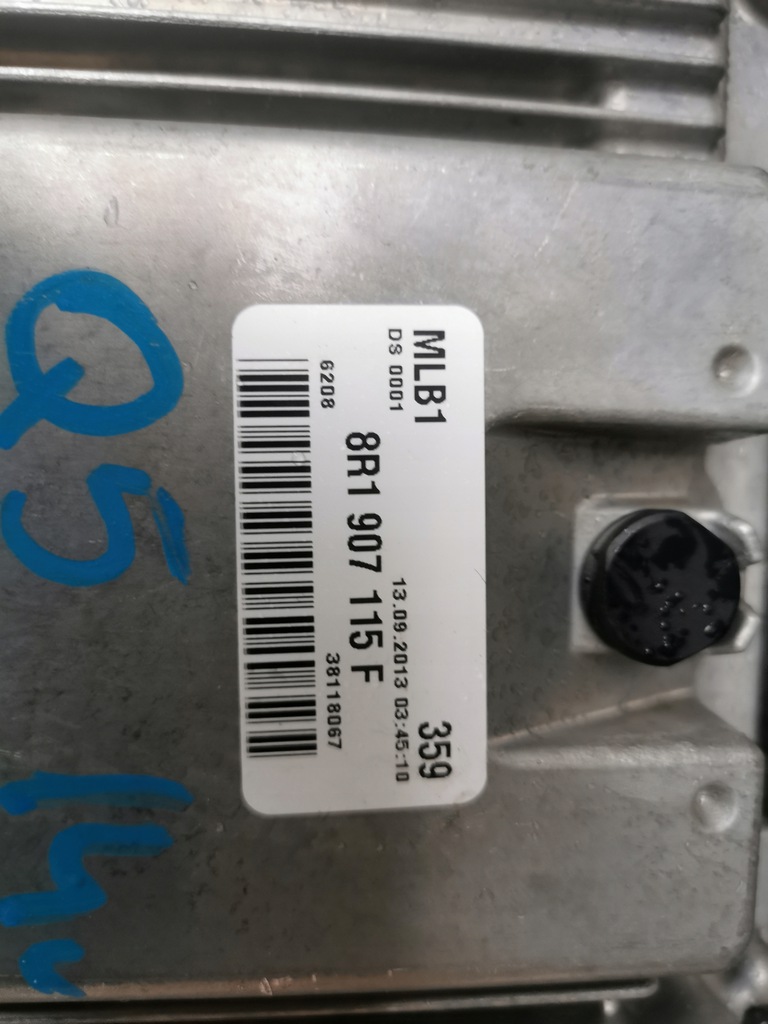 MLB1 359
DS 0001 13.09.2013 03:45:10
8R1 907 115 F
6208 38118067
Q5